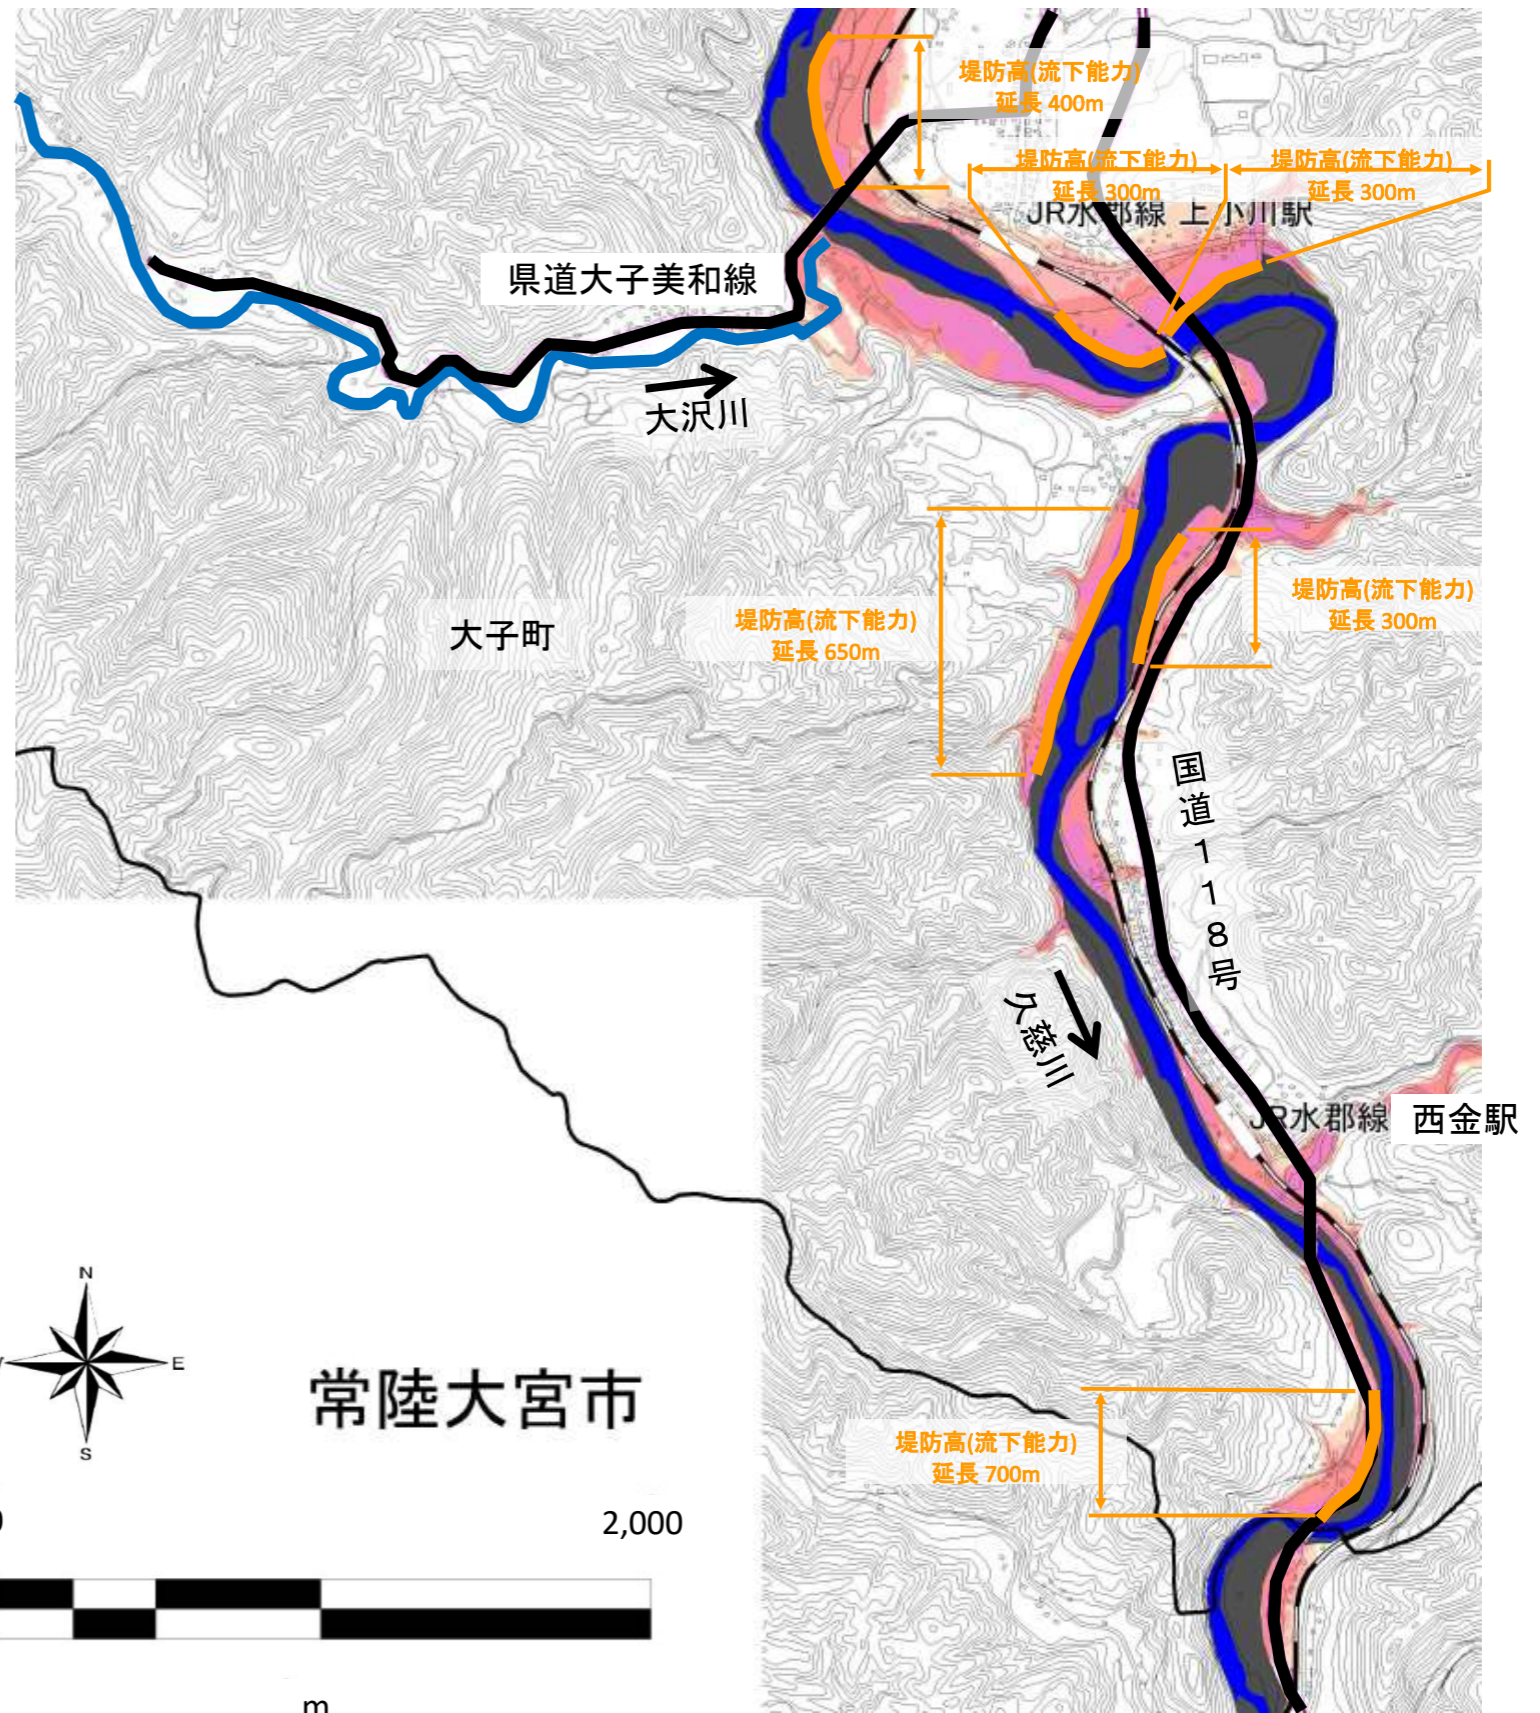 堤防高(流下能力)
延長 400m
堤防高(流下能力)
延長 300m
堤防高(流下能力)
延長 300m
JR水郡線 上小川駅
県道大子美和線
大沢川
堤防高(流下能力)
延長 300m
堤防高(流下能力)
延長 650m
大子町
国道118号
久慈川
JR水郡線 西金駅
N
E
S
常陸大宮市
堤防高(流下能力)
延長 700m
2,000
m